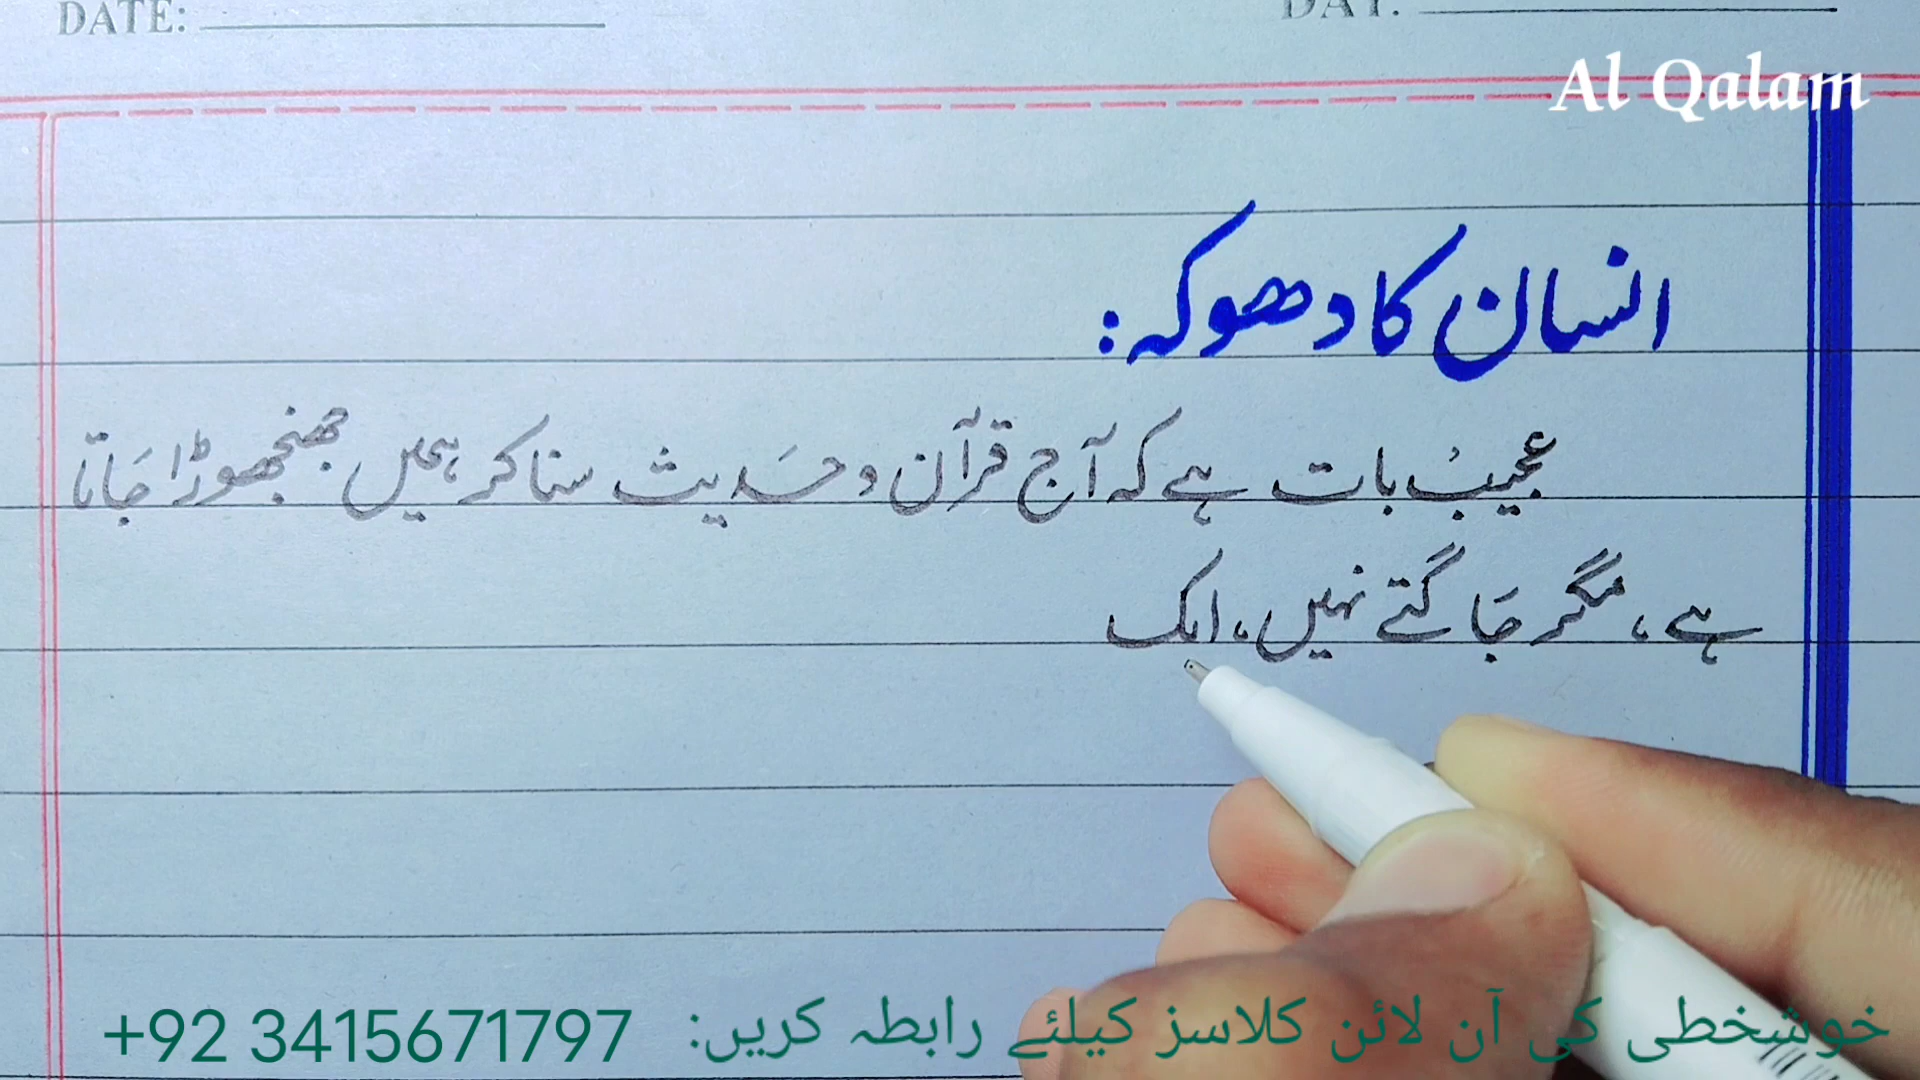 DATE: DAY:
Al Qalam
انسان کا دھوکہ:
عجیب بات ہے کہ آج قرآن و حدیث سنا کر ہمیں جھنجھوڑا جاتا
ہے، مگر جاگتے نہیں، ایک
خوشخطی کی آن لائن کلاسز کیلئے رابطہ کریں: +92 3415671797